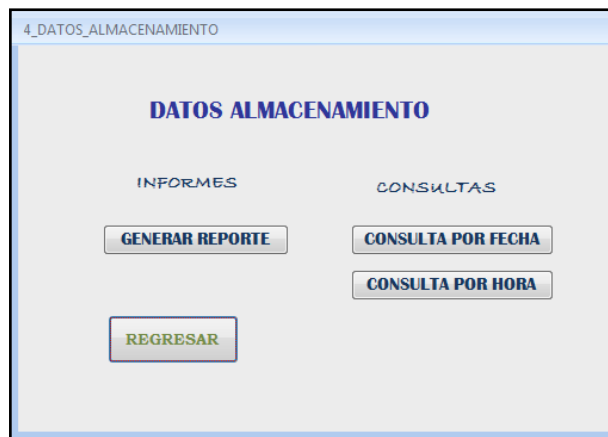 4_DATOS_ALMACENAMIENTO
DATOS ALMACENAMIENTO
INFORMES
CONSULTAS
GENERAR REPORTE
CONSULTA POR FECHA
CONSULTA POR HORA
REGRESAR